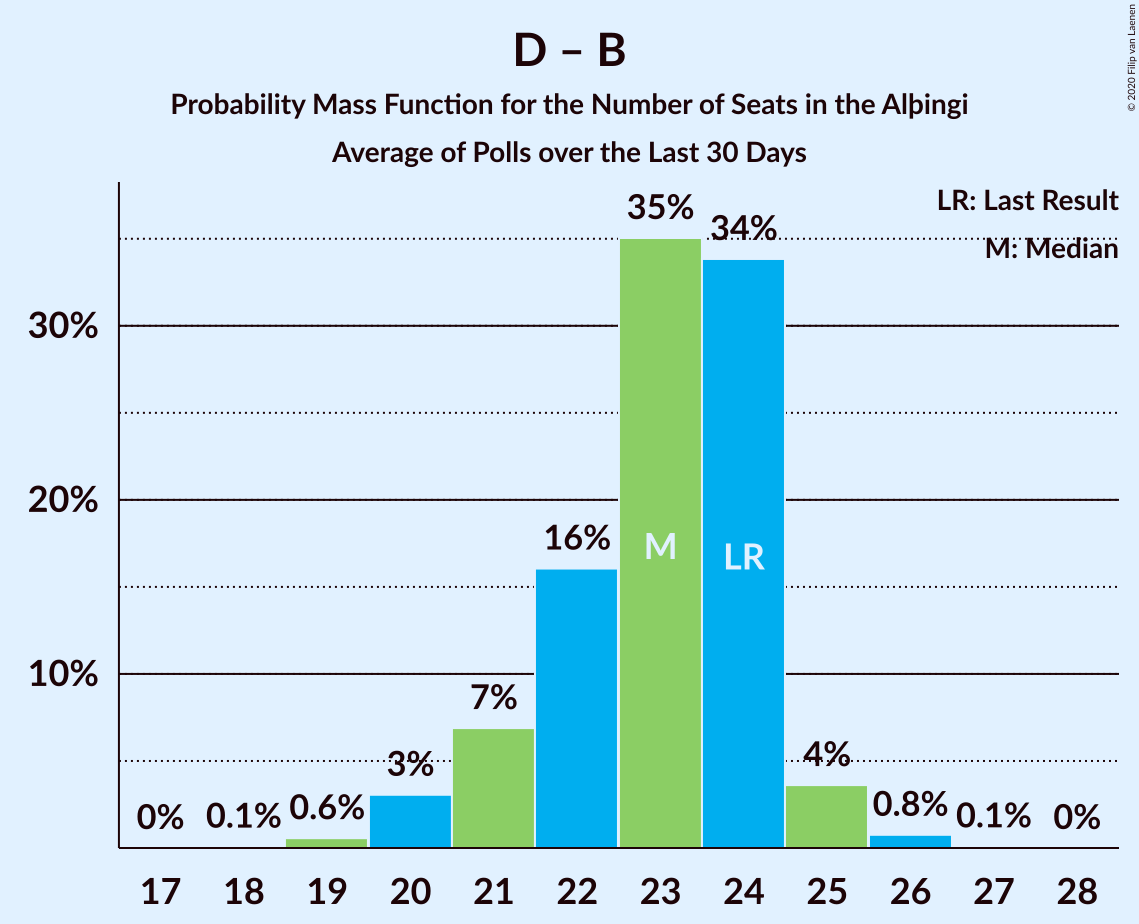 D – B
Probability Mass Function for the Number of Seats in the Alþingi
Average of Polls over the Last 30 Days
© 2020 Filip van Laenen
LR: Last Result
M: Median
35%
34%
30%
20%
16%
M
LR
10%
7%
3%
4%
0%
0.1%
0.6%
0.8%
0.1%
0%
17 18 19 20 21 22 23 24 25 26 27 28